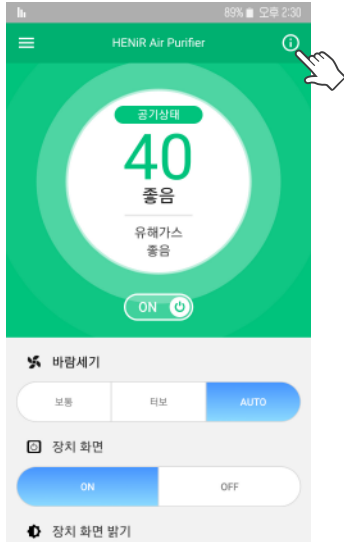 89% 오후 2:30
HENiR Air Purifier
공기상태
40
좋음
유해가스
좋음
ON
바람세기
보통 터보 AUTO
장치 화면
ON OFF
장치 화면 밝기